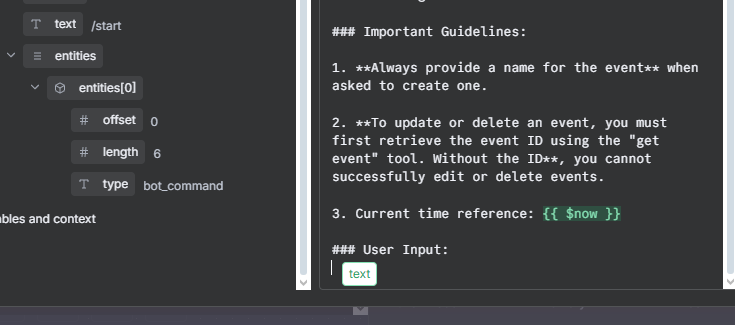 text /start
entities
entities[0]
offset 0
length 6
type bot_command
ables and context
### Important Guidelines:
1. **Always provide a name for the event** when
asked to create one.
2. **To update or delete an event, you must
first retrieve the event ID using the "get
event" tool. Without the ID**, you cannot
successfully edit or delete events.
3. Current time reference: {{ $now }}
### User Input:
text